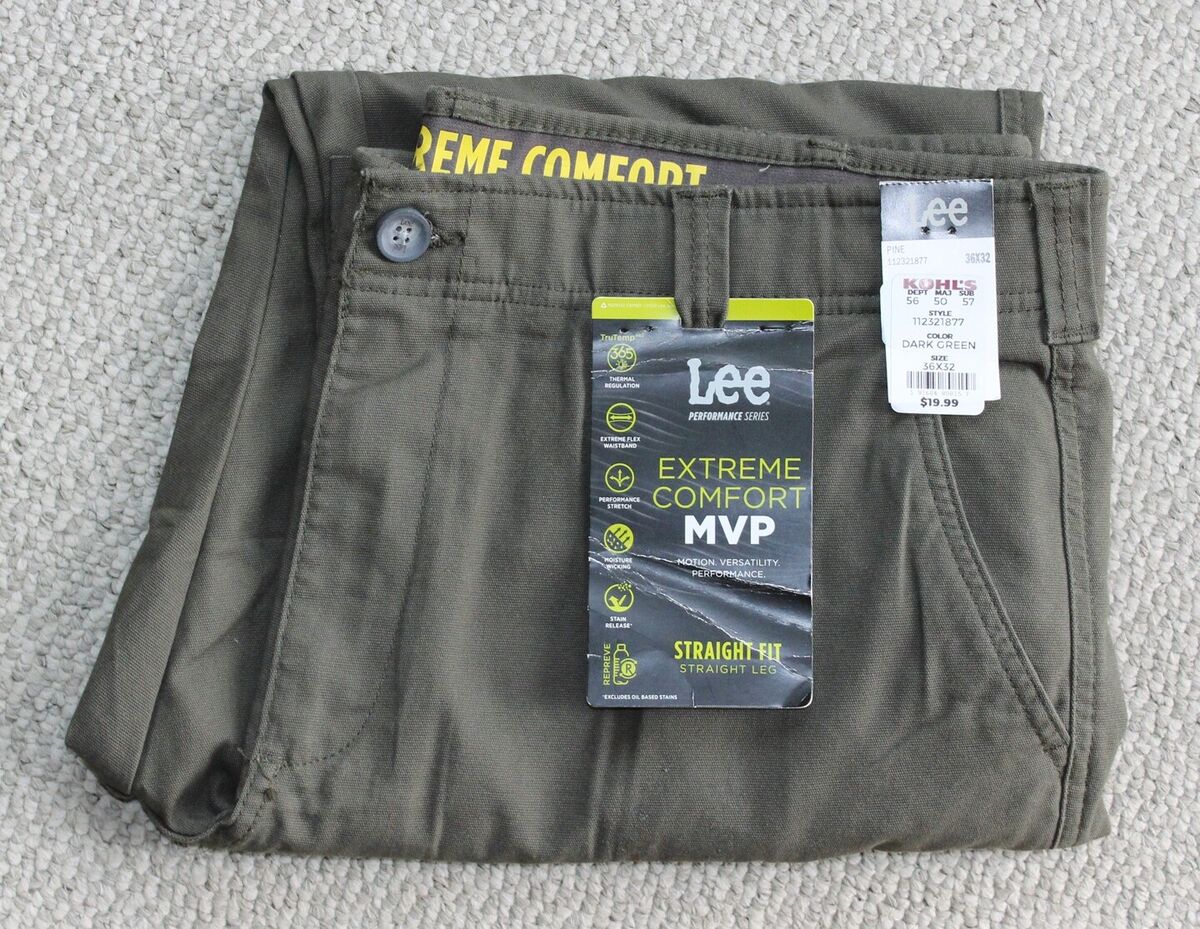 REME COMFORT
Lee
PINE
112321877 36X32
KOHL'S
DEPT MAJ SUB
56 50 57
STYLE
112321877
COLOR
DARK GREEN
SIZE
36X32
$19.99
TruTemp
365
THERMAL
REGULATION
EXTREME FLEX
WAISTBAND
PERFORMANCE
STRETCH
MOISTURE
WICKING
STAIN
RELEASE*
REPREVE
R
*EXCLUDES OIL BASED STAINS
Lee
PERFORMANCE SERIES
EXTREME
COMFORT
MVP
MOTION. VERSATILITY.
PERFORMANCE.
STRAIGHT FIT
STRAIGHT LEG